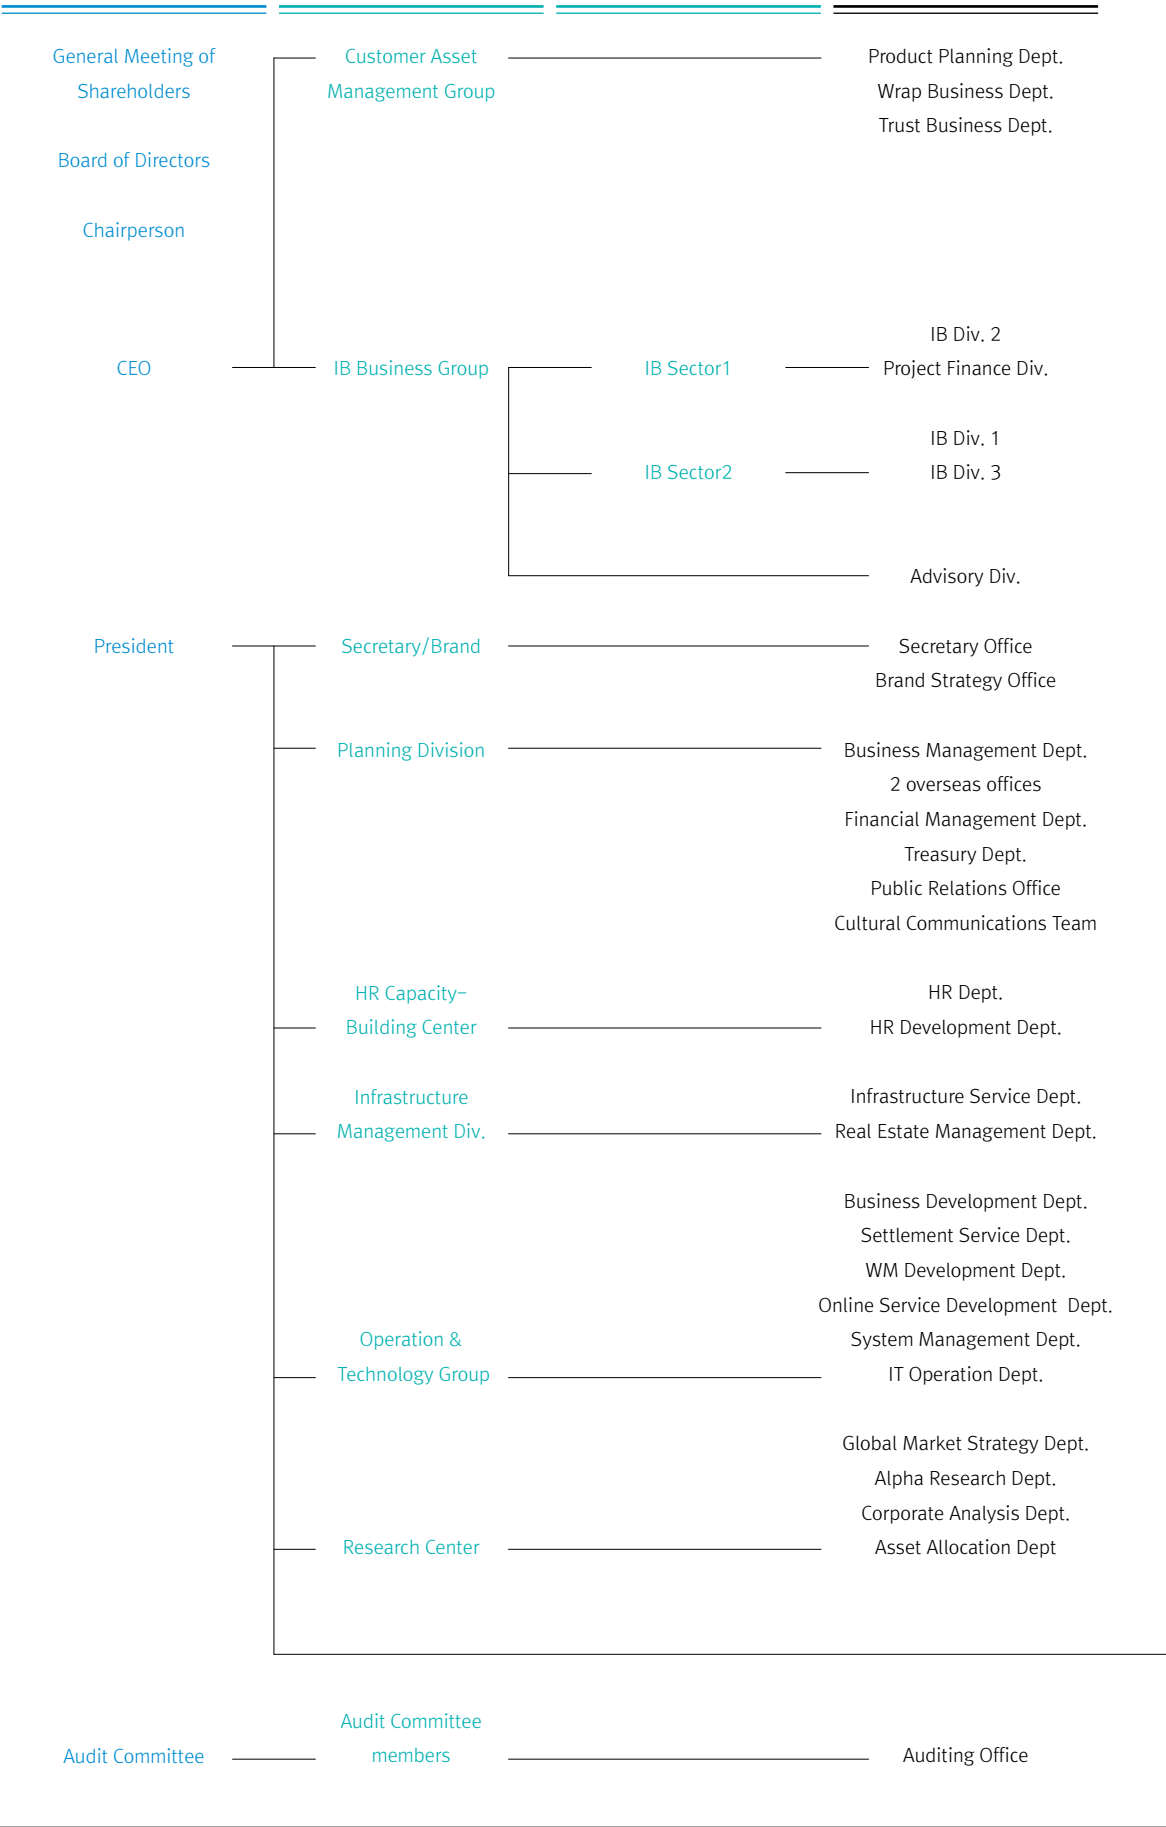 General Meeting of
Shareholders
Board of Directors
Chairperson
Customer Asset
Management Group
Product Planning Dept.
Wrap Business Dept.
Trust Business Dept.
CEO
IB Business Group
IB Sector1
IB Div. 2
Project Finance Div.
IB Sector2
IB Div. 1
IB Div. 3
Advisory Div.
President
Secretary/Brand
Secretary Office
Brand Strategy Office
Planning Division
Business Management Dept.
2 overseas offices
Financial Management Dept.
Treasury Dept.
Public Relations Office
Cultural Communications Team
HR Capacity–
Building Center
HR Dept.
HR Development Dept.
Infrastructure
Management Div.
Infrastructure Service Dept.
Real Estate Management Dept.
Operation &
Technology Group
Business Development Dept.
Settlement Service Dept.
WM Development Dept.
Online Service Development  Dept.
System Management Dept.
IT Operation Dept.
Research Center
Global Market Strategy Dept.
Alpha Research Dept.
Corporate Analysis Dept.
Asset Allocation Dept
Audit Committee
Audit Committee
members
Auditing Office